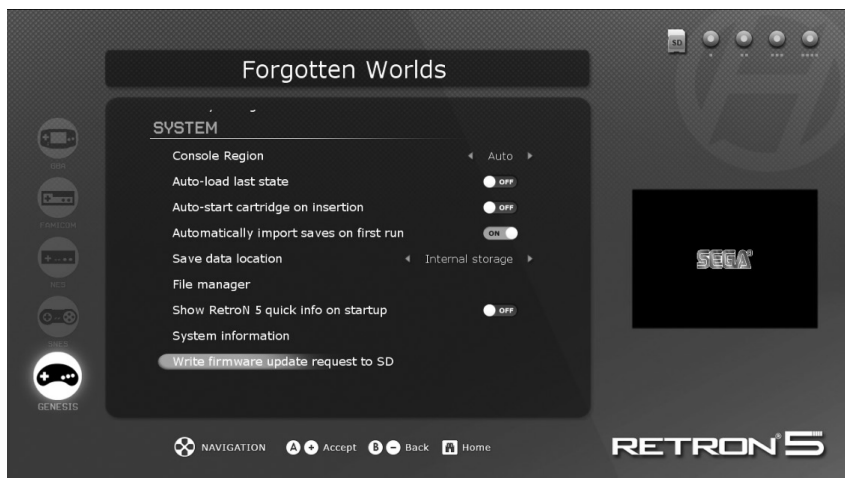 SD
Forgotten Worlds
SYSTEM
Console Region Auto
Auto-load last state OFF
Auto-start cartridge on insertion OFF
Automatically import saves on first run ON
Save data location Internal storage
File manager
Show RetroN 5 quick info on startup OFF
System information
Write firmware update request to SD
GBA
FAMICOM
NES
SNES
GENESIS
SEGA®
NAVIGATION A + Accept B − Back Home
RETRON 5